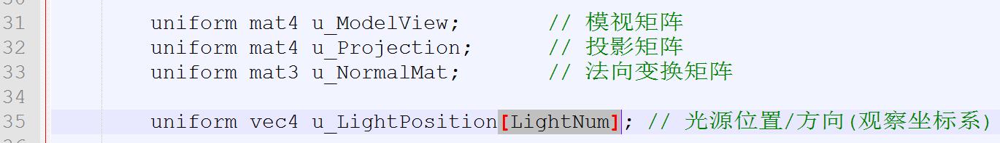 31 uniform mat4 u_ModelView; // 模视矩阵
32 uniform mat4 u_Projection; // 投影矩阵
33 uniform mat3 u_NormalMat; // 法向变换矩阵
34
35 uniform vec4 u_LightPosition[LightNum]; // 光源位置/方向(观察坐标系)